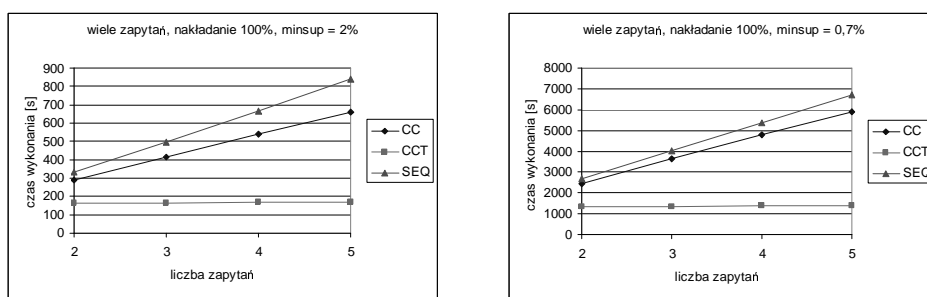 wiele zapytań, nakładanie 100%, minsup = 2%
900
800
700
600
500
400
300
200
100
0
czas wykonania [s]
2
3
4
5
liczba zapytań
CC
CCT
SEQ
wiele zapytań, nakładanie 100%, minsup = 0,7%
8000
7000
6000
5000
4000
3000
2000
1000
0
czas wykonania [s]
2
3
4
5
liczba zapytań
CC
CCT
SEQ